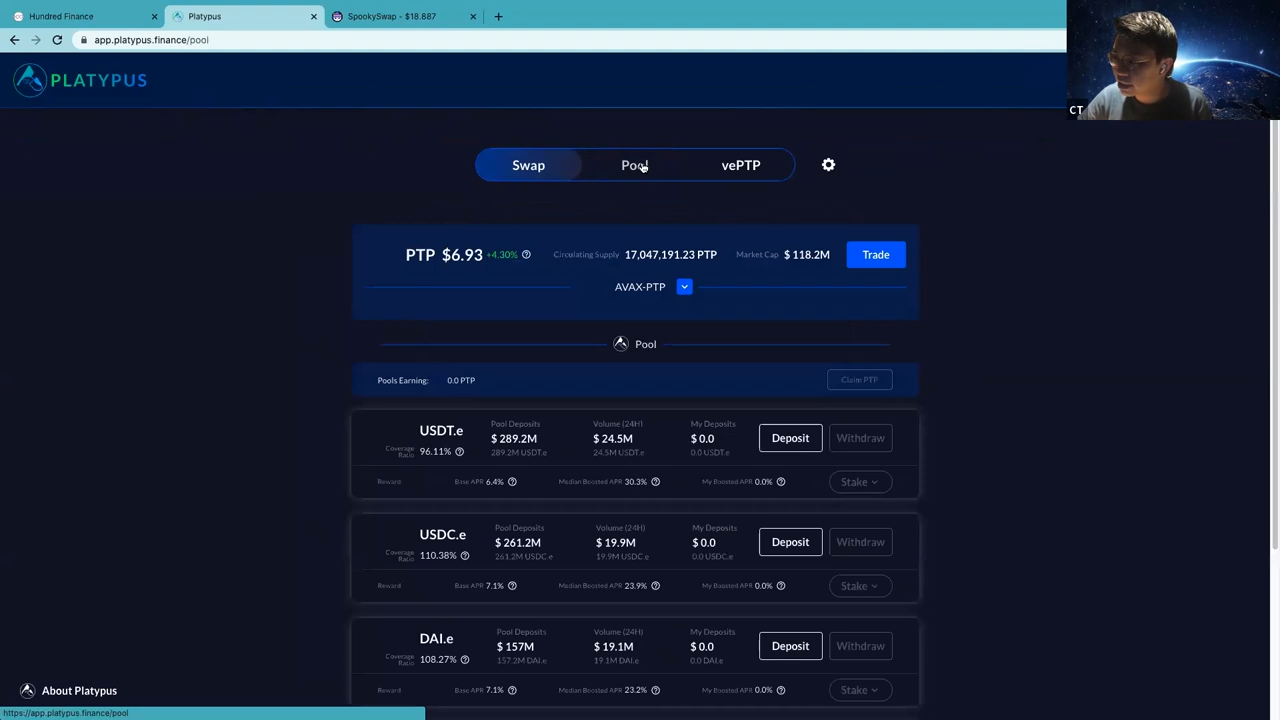 Hundred Finance
Platypus
SpookySwap - $18.887
app.platypus.finance/pool
PLATYPUS
CT
Swap
Pool
vePTP
PTP $6.93 +4.30%
Circulating Supply 17,047,191.23 PTP
Market Cap $ 118.2M
Trade
AVAX-PTP
Pool
Pools Earning: 0.0 PTP
Claim PTP
USDT.e
Coverage Ratio 96.11%
Pool Deposits
$ 289.2M
289.2M USDT.e
Volume (24H)
$ 24.5M
24.5M USDT.e
My Deposits
$ 0.0
0.0 USDT.e
Deposit
Withdraw
Reward
Base APR 6.4%
Median Boosted APR 30.3%
My Boosted APR 0.0%
Stake
USDC.e
Coverage Ratio 110.38%
Pool Deposits
$ 261.2M
261.2M USDC.e
Volume (24H)
$ 19.9M
19.9M USDC.e
My Deposits
$ 0.0
0.0 USDC.e
Deposit
Withdraw
Reward
Base APR 7.1%
Median Boosted APR 23.9%
My Boosted APR 0.0%
Stake
DAI.e
Coverage Ratio 108.27%
Pool Deposits
$ 157M
157.2M DAI.e
Volume (24H)
$ 19.1M
19.1M DAI.e
My Deposits
$ 0.0
0.0 DAI.e
Deposit
Withdraw
Reward
Base APR 7.1%
Median Boosted APR 23.2%
My Boosted APR 0.0%
Stake
About Platypus
https://app.platypus.finance/pool